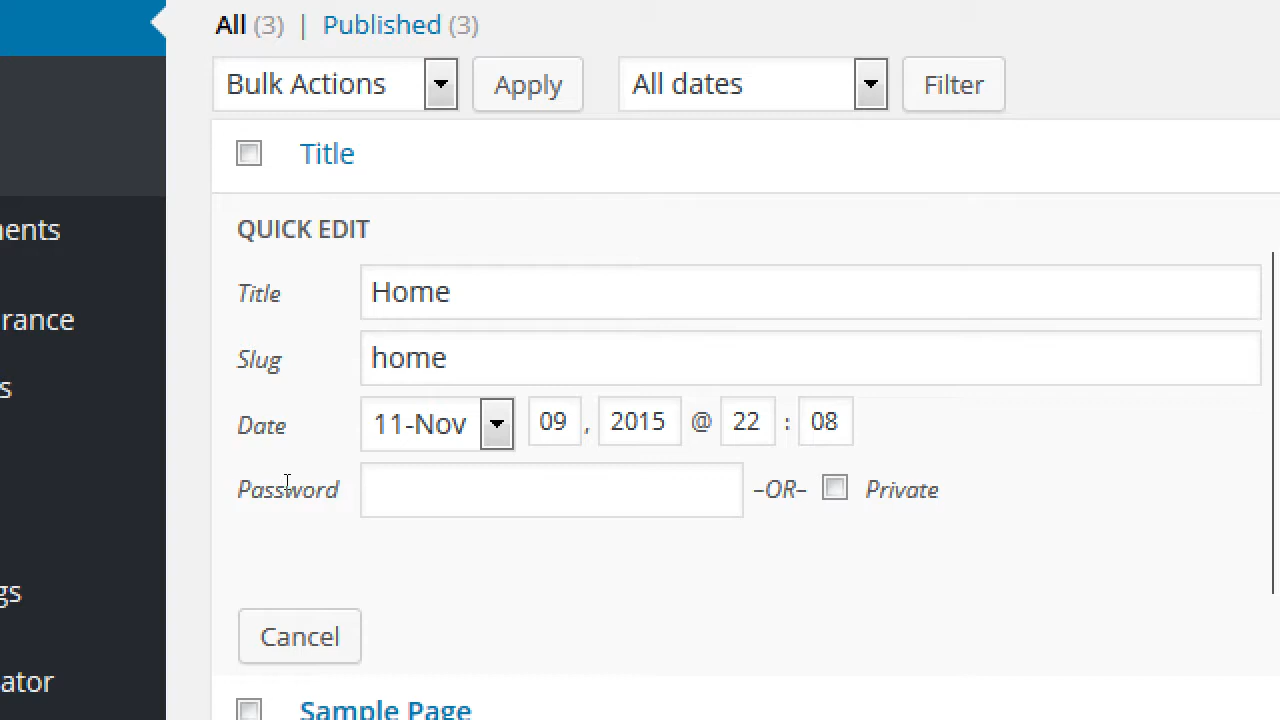 All (3) | Published (3)
Bulk Actions Apply All dates Filter
Title
ents
rance
s
gs
ator
QUICK EDIT
Title Home
Slug home
Date 11-Nov 09 , 2015 @ 22 : 08
Password –OR– Private
Cancel
Sample Page